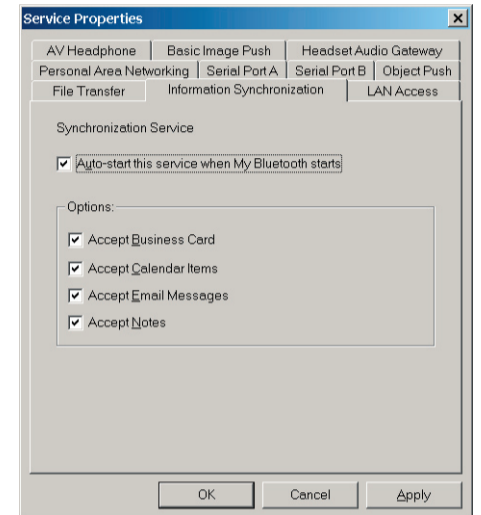 Service Properties
AV Headphone Basic Image Push Headset Audio Gateway
Personal Area Networking Serial Port A Serial Port B Object Push
File Transfer Information Synchronization LAN Access
Synchronization Service
Auto-start this service when My Bluetooth starts
Options:
Accept Business Card
Accept Calendar Items
Accept Email Messages
Accept Notes
OK Cancel Apply